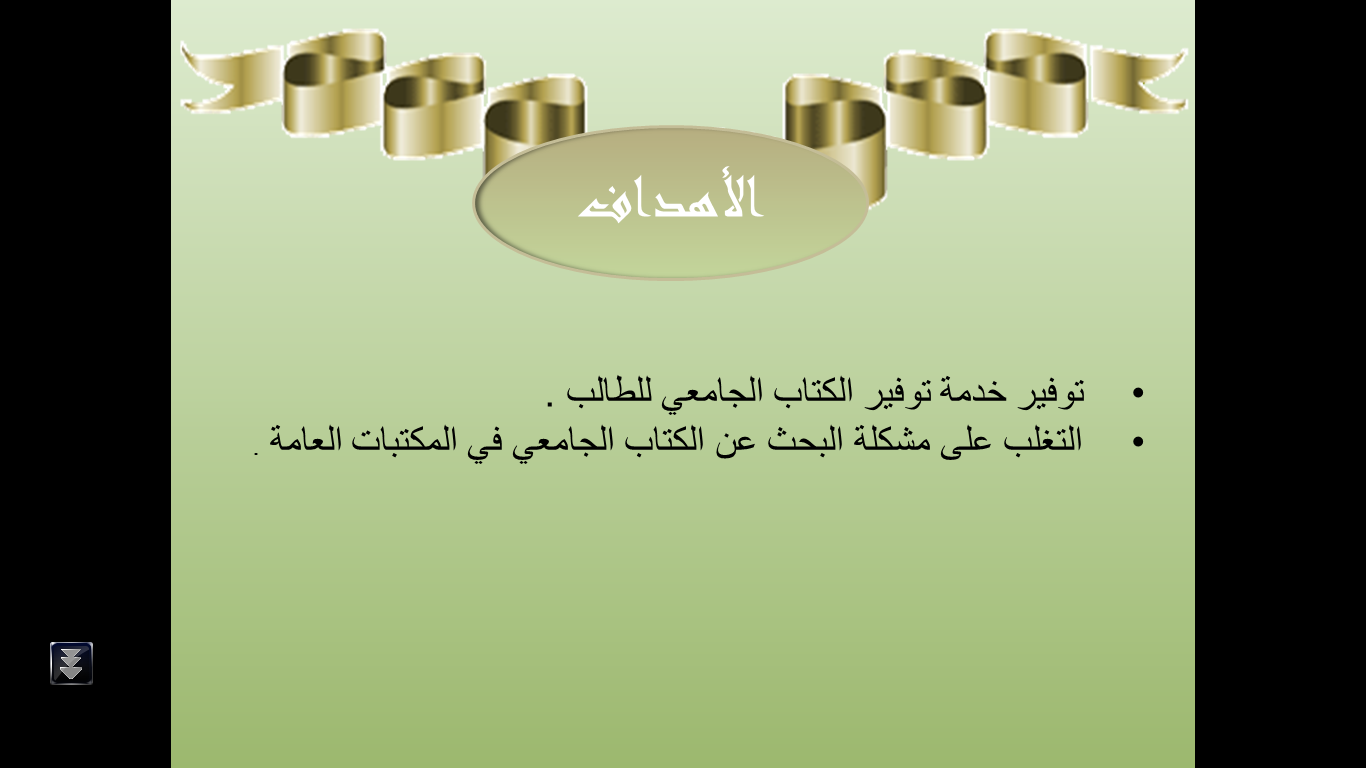 الأهداف
• توفير خدمة توفير الكتاب الجامعي للطالب .
• التغلب على مشكلة البحث عن الكتاب الجامعي في المكتبات العامة .